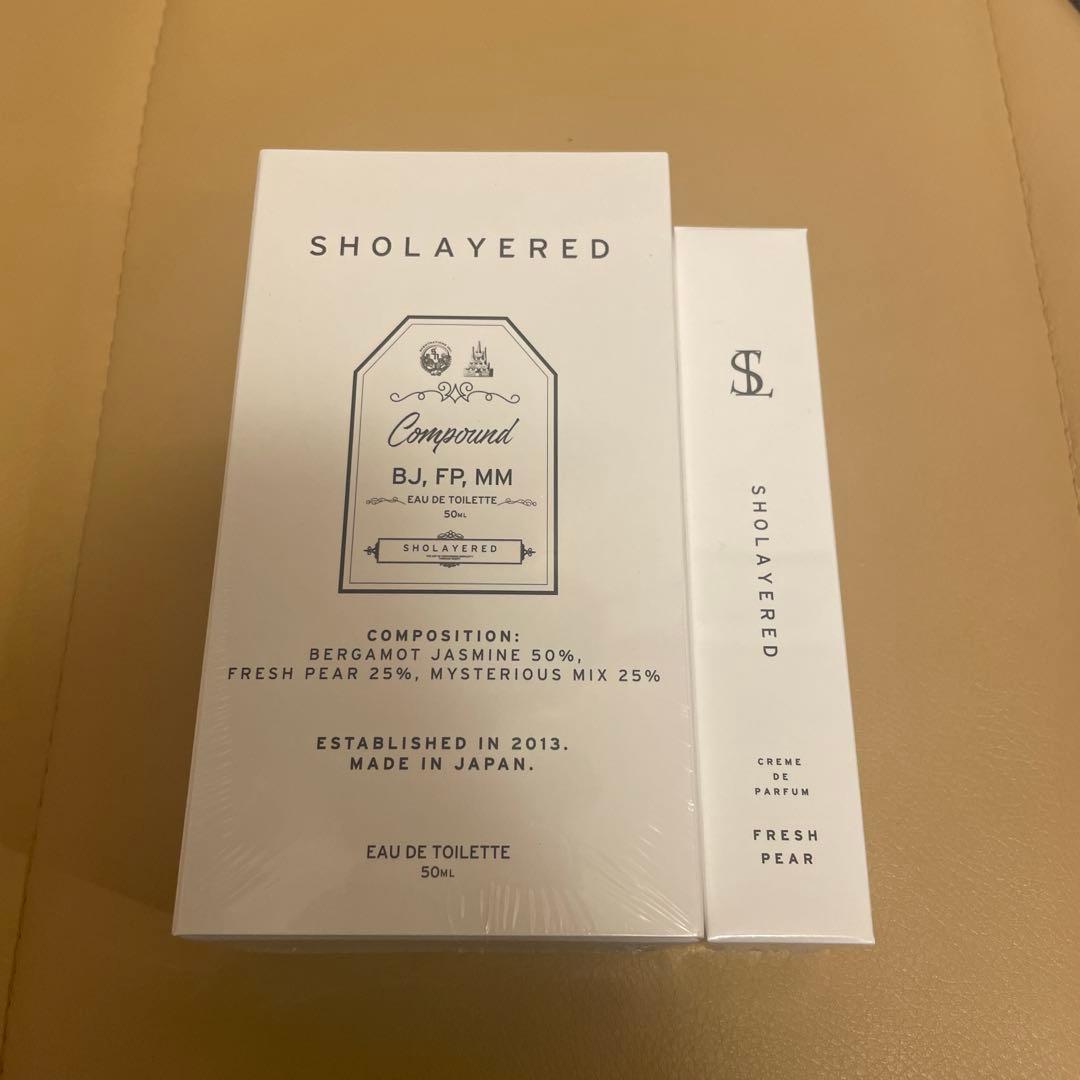 SHOLAYERED
Compound
BJ, FP, MM
EAU DE TOILETTE
50ML
SHOLAYERED
COMPOSITION:
BERGAMOT JASMINE 50%,
FRESH PEAR 25%, MYSTERIOUS MIX 25%
ESTABLISHED IN 2013.
MADE IN JAPAN.
EAU DE TOILETTE
50ML
SL
SHOLAYERED
CREME
DE
PARFUM
FRESH
PEAR